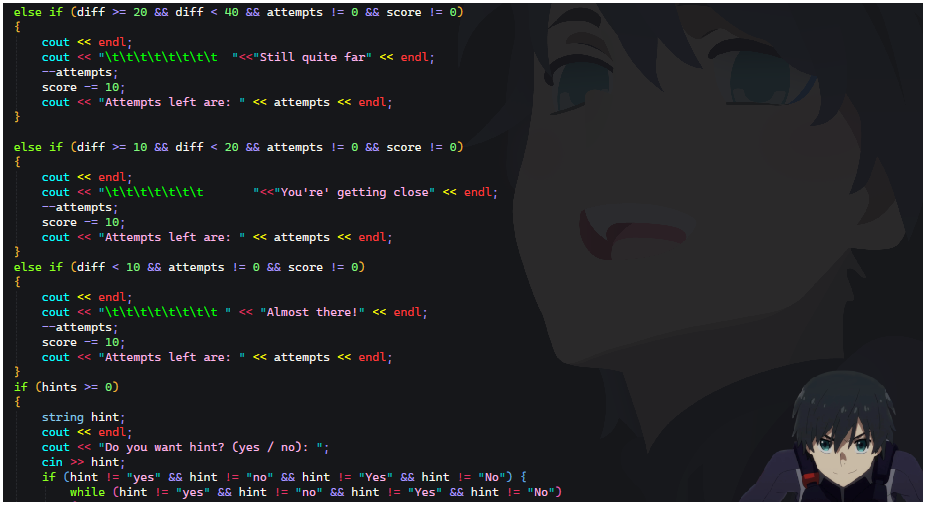 else if (diff >= 20 && diff < 40 && attempts != 0 && score != 0)
{
    cout << endl;
    cout << "\t\t\t\t\t\t\t\t  "<<"Still quite far" << endl;
    --attempts;
    score -= 10;
    cout << "Attempts left are: " << attempts << endl;
}

else if (diff >= 10 && diff < 20 && attempts != 0 && score != 0)
{
    cout << endl;
    cout << "\t\t\t\t\t\t\t       "<<"You're' getting close" << endl;
    --attempts;
    score -= 10;
    cout << "Attempts left are: " << attempts << endl;
}
else if (diff < 10 && attempts != 0 && score != 0)
{
    cout << endl;
    cout << "\t\t\t\t\t\t\t\t " << "Almost there!" << endl;
    --attempts;
    score -= 10;
    cout << "Attempts left are: " << attempts << endl;
}
if (hints >= 0)
{
    string hint;
    cout << endl;
    cout << "Do you want hint? (yes / no): ";
    cin >> hint;
    if (hint != "yes" && hint != "no" && hint != "Yes" && hint != "No") {
        while (hint != "yes" && hint != "no" && hint != "Yes" && hint != "No")